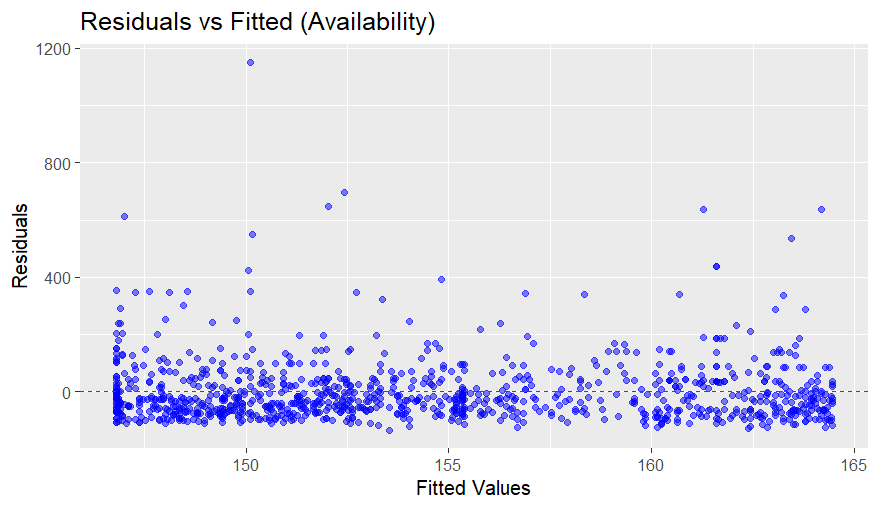 Residuals vs Fitted (Availability)
1200
800
400
0
Residuals
150 155 160 165
Fitted Values